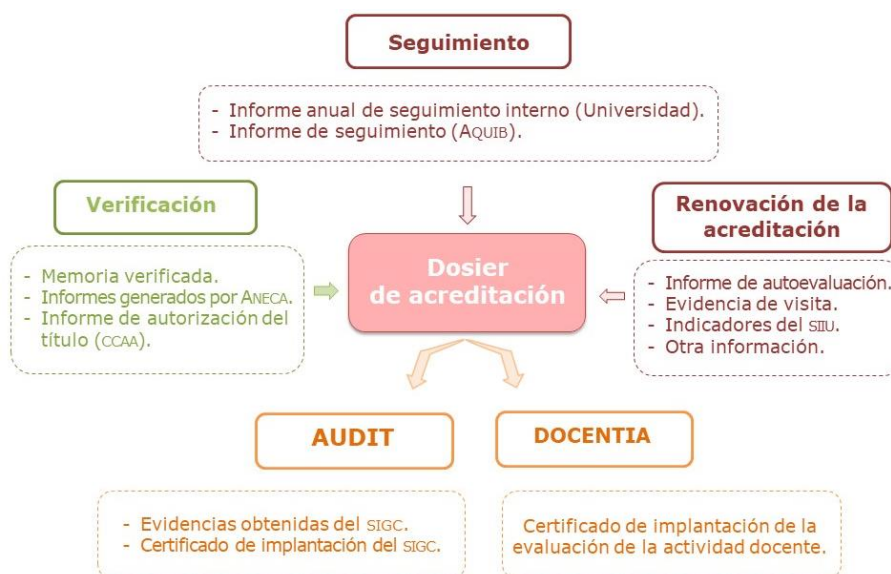 Seguimiento
- Informe anual de seguimiento interno (Universidad).
- Informe de seguimiento (AQUIB).
Verificación
- Memoria verificada.
- Informes generados por ANECA.
- Informe de autorización del
título (CCAA).
Dosier
de acreditación
Renovación de la
acreditación
- Informe de autoevaluación.
- Evidencia de visita.
- Indicadores del SIIU.
- Otra información.
AUDIT
- Evidencias obtenidas del SIGC.
- Certificado de implantación del SIGC.
DOCENTIA
Certificado de implantación de la
evaluación de la actividad docente.